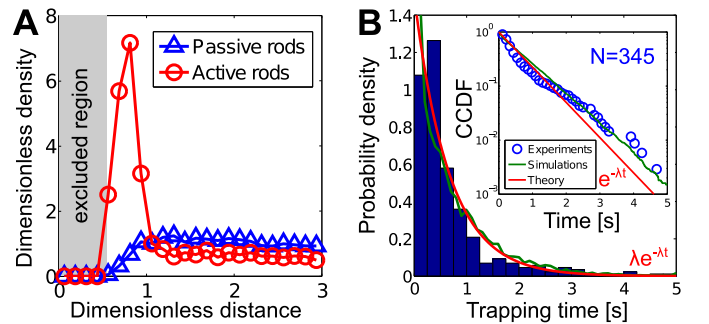 A
Dimensionless density
8
6
4
2
0
excluded region
Passive rods
Active rods
0 1 2 3
Dimensionless distance
B
Probability density
1.4
1.2
1.0
0.8
0.6
0.4
0.2
0
λe^-λt
0 1 2 3 4 5
Trapping time [s]
CCDF
10^0
10^-1
10^-2
10^-3
N=345
Experiments
Simulations
Theory
e^-λt
0 1 2 3 4 5
Time [s]